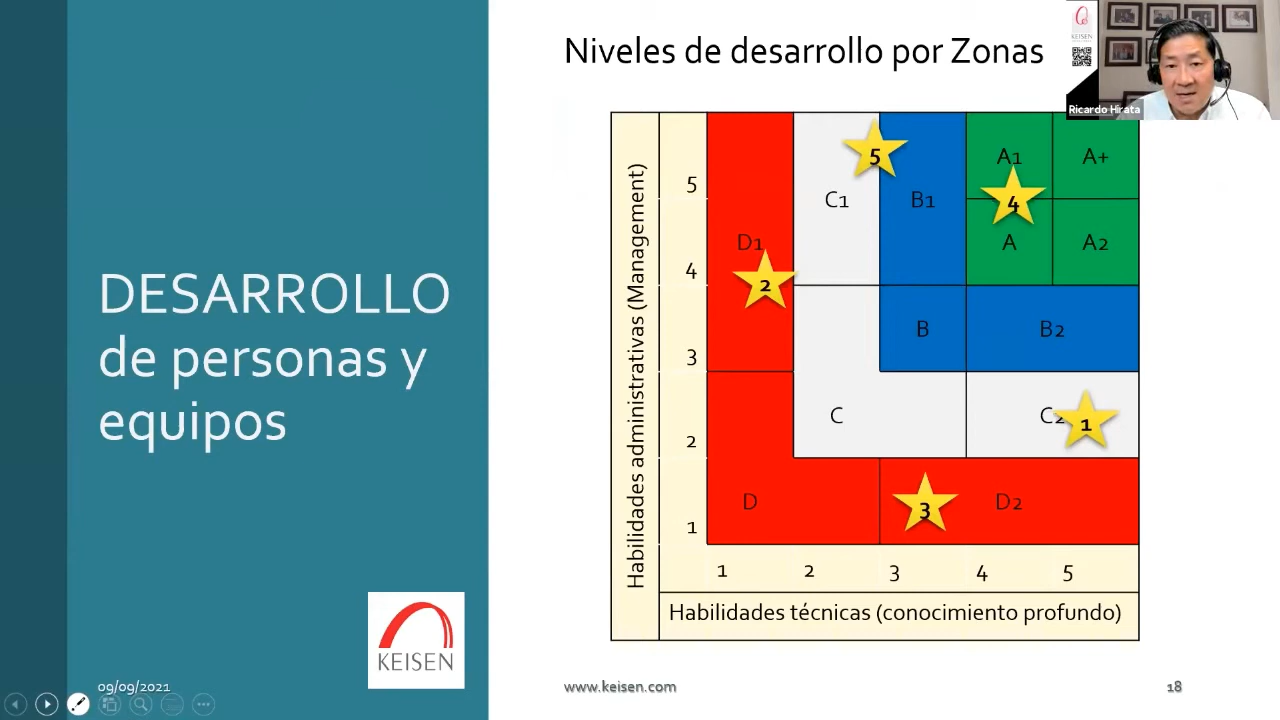 Niveles de desarrollo por Zonas
KEISEN
Ricardo Hirata
DESARROLLO
de personas y
equipos
KEISEN
09/09/2021
Habilidades administrativas (Management)
5
4
3
2
1
D1
C1
B1
A1
A+
A
A2
B
B2
C
C2
D
D2
5
4
2
1
3
1
2
3
4
5
Habilidades técnicas (conocimiento profundo)
www.keisen.com
18